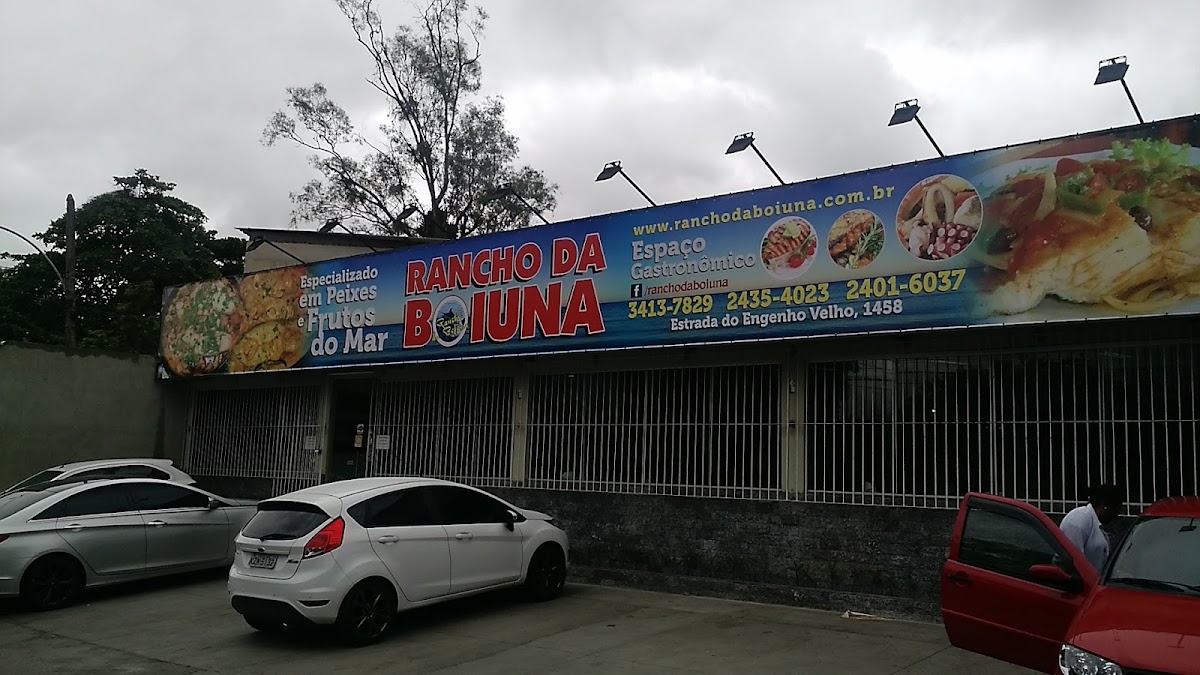 Especializado
em Peixes
e Frutos
do Mar
RANCHO DA
BOIUNA
www.ranchodaboiuna.com.br
Espaço
Gastronômico
f /ranchodaboiuna
3413-7829 2435-4023 2401-6037
Estrada do Engenho Velho, 1458